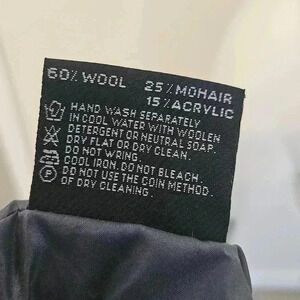 60% WOOL 25% MOHAIR
15% ACRYLIC
HAND WASH SEPARATELY
IN COOL WATER WITH WOOLEN
DETERGENT OR NEUTRAL SOAP.
DRY FLAT OR DRY CLEAN.
DO NOT WRING.
COOL IRON. DO NOT BLEACH.
DO NOT USE THE COIN METHOD
OF DRY CLEANING.